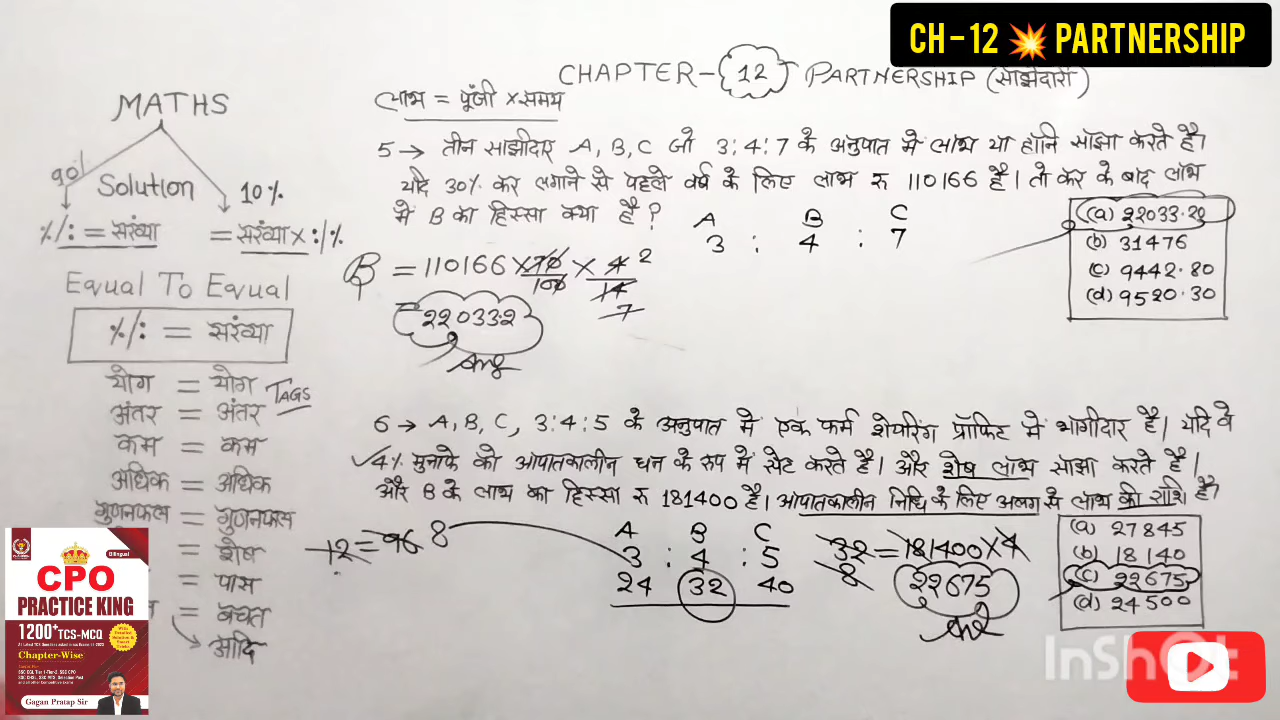 CH - 12 💥 PARTNERSHIP
CHAPTER- 12 PARTNERSHIP (साझेदारी)
लाभ = पूंजी × समय
5 → तीन साझीदार A, B, C जो 3:4:7 के अनुपात में लाभ या हानि साँझा करते है।
यदि 30% कर लगाने से पहले वर्ष के लिए लाभ रु 110166 है। तो कर के बाद लाभ
में B का हिस्सा क्या है ?
A B C
3 : 4 : 7
(a) 22033.20
(b) 31476
(c) 9442.80
(d) 9520.30
B = 110166 × 70/100 × 4/14 2
7
= 220332
Ans
6 → A, B, C, 3:4:5 के अनुपात में एक फर्म शेयरिंग प्रॉफिट में भागीदार है। यदि वे
✓4% मुनाफे को आपातकालीन धन के रुप में सेट करते है। और शेष लाभ साझा करते है।
और B के लाभ का हिस्सा रु 181400 है। आपातकालीन निधि के लिए अलग से लाभ की राशि है?
A B C
3 : 4 : 5
24 32 40
12 = 96 8
32 = 181400 × 4
8
22675
Ans
(a) 27845
(b) 18140
(c) 22675
(d) 24500
MATHS
90%
Solution
10%
%/: = संख्या
= संख्या × :/%
Equal To Equal
%/: = संख्या
योग = योग
TAGS
अंतर = अंतर
कम = कम
अधिक = अधिक
गुणनफल = गुणनफल
= शेष
= पास
= बचत
आदि
Bilingual
CPO
PRACTICE KING
1200+ TCS-MCQ
Chapter-Wise
Gagan Pratap Sir
InShot